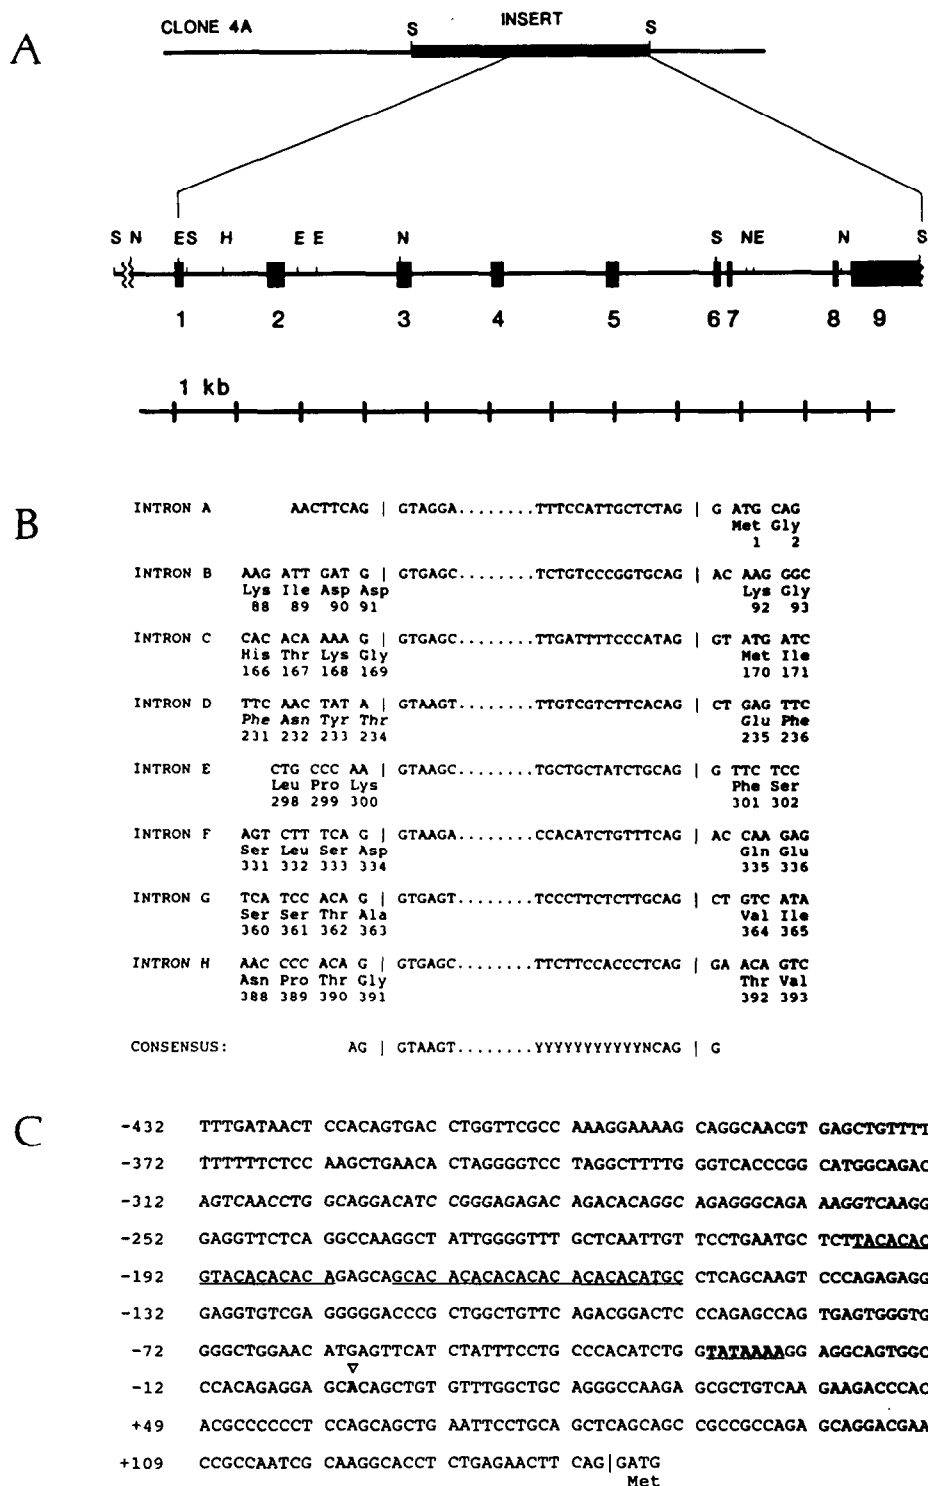 A
CLONE 4A S INSERT S
S N E S H E E N S N E N S
1 2 3 4 5 6 7 8 9
1 kb
B
INTRON A AACTTCAG | GTAGGA........TTTCCATTGCTCTAG | G ATG CAG
Met Gly
1 2
INTRON B AAG ATT GAT G | GTGAGC........TCTGTCCCGGTGCAG | AC AAG GGC
Lys Ile Asp Asp Lys Gly
88 89 90 91 92 93
INTRON C CAC ACA AAA G | GTGAGC........TTGATTTTCCCATAG | GT ATG ATC
His Thr Lys Gly Met Ile
166 167 168 169 170 171
INTRON D TTC AAC TAT A | GTAAGT........TTGTCGTCTTCACAG | CT GAG TTC
Phe Asn Tyr Thr Glu Phe
231 232 233 234 235 236
INTRON E CTG CCC AA | GTAAGC........TGCTGCTATCTGCAG | G TTC TCC
Leu Pro Lys Phe Ser
298 299 300 301 302
INTRON F AGT CTT TCA G | GTAAGA........CCACATCTGTTTCAG | AC CAA GAG
Ser Leu Ser Asp Gln Glu
331 332 333 334 335 336
INTRON G TCA TCC ACA G | GTGAGT........TCCCTTCTCTTGCAG | CT GTC ATA
Ser Ser Thr Ala Val Ile
360 361 362 363 364 365
INTRON H AAC CCC ACA G | GTGAGC........TTCTTCCACCCTCAG | GA ACA GTC
Asn Pro Thr Gly Thr Val
388 389 390 391 392 393
CONSENSUS: AG | GTAAGT........YYYYYYYYYYYNCAG | G
C
-432 TTTGATAACT CCACAGTGAC CTGGTTCGCC AAAGGAAAAG CAGGCAACGT GAGCTGTTTT
-372 TTTTTTCTCC AAGCTGAACA CTAGGGGTCC TAGGCTTTTG GGTCACCCGG CATGGCAGAC
-312 AGTCAACCTG GCAGGACATC CGGGAGAGAC AGACACAGGC AGAGGGCAGA AAGGTCAAGG
-252 GAGGTTCTCA GGCCAAGGCT ATTGGGGTTT GCTCAATTGT TCCTGAATGC TCTTACACAC
-192 GTACACACAC AGAGCAGCAC ACACACACAC ACACACATGC CTCAGCAAGT CCCAGAGAGG
-132 GAGGTGTCGA GGGGGACCCG CTGGCTGTTC AGACGGACTC CCAGAGCCAG TGAGTGGGTG
-72 GGGCTGGAAC ATGAGTTCAT CTATTTCCTG CCCACATCTG GTATAAAAGG AGGCAGTGGC
-12 CCACAGAGGA GCACAGCTGT GTTTGGCTGC AGGGCCAAGA GCGCTGTCAA GAAGACCCAC
+49 ACGCCCCCCT CCAGCAGCTG AATTCCTGCA GCTCAGCAGC CGCCGCCAGA GCAGGACGAA
+109 CCGCCAATCG CAAGGCACCT CTGAGAACTT CAG|GATG
Met